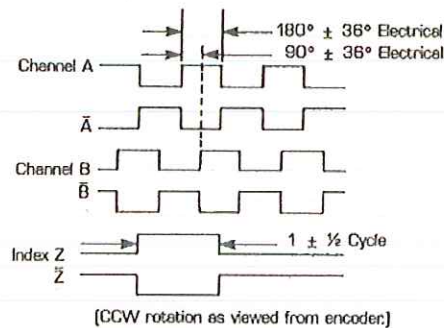 180° ± 36° Electrical
90° ± 36° Electrical
Channel A
Ā
Channel B
B̄
Index Z
1 ± ½ Cycle
Z̄
(CCW rotation as viewed from encoder.)